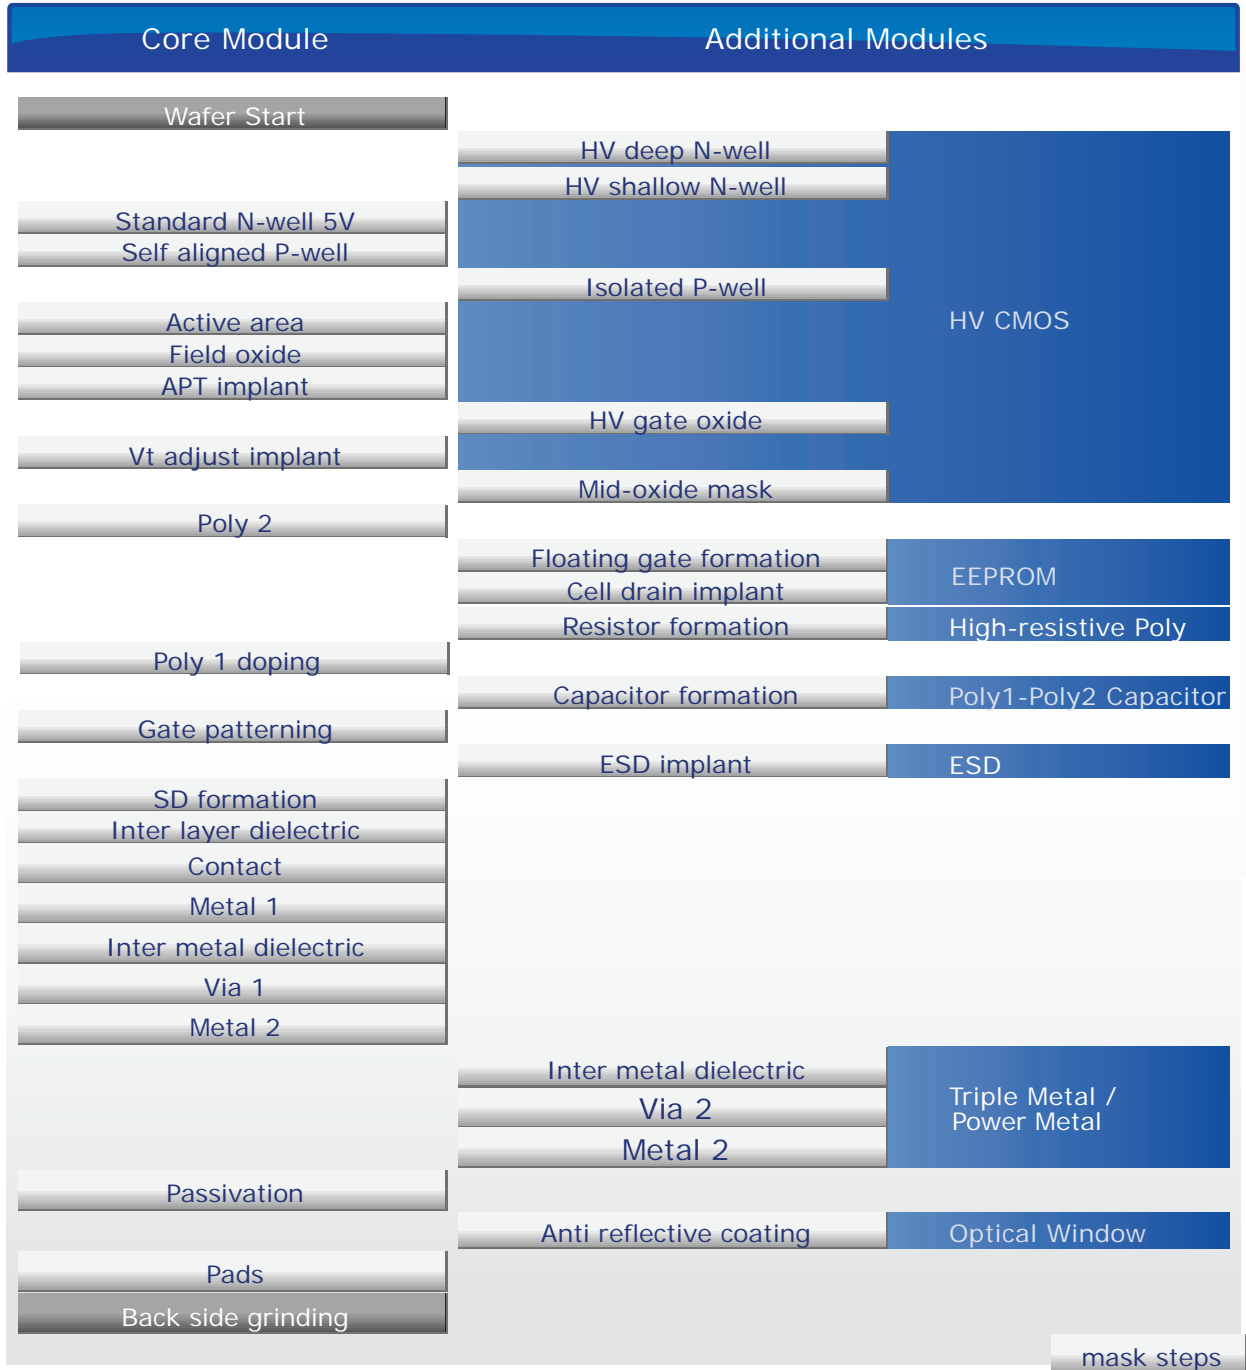 Core Module
Additional Modules
Wafer Start
HV deep N-well
HV shallow N-well
Standard N-well 5V
Self aligned P-well
Isolated P-well
HV CMOS
Active area
Field oxide
APT implant
HV gate oxide
Vt adjust implant
Mid-oxide mask
Poly 2
Floating gate formation
EEPROM
Cell drain implant
Resistor formation
High-resistive Poly
Poly 1 doping
Capacitor formation
Poly1-Poly2 Capacitor
Gate patterning
ESD implant
ESD
SD formation
Inter layer dielectric
Contact
Metal 1
Inter metal dielectric
Via 1
Metal 2
Inter metal dielectric
Via 2
Metal 2
Triple Metal /
Power Metal
Passivation
Anti reflective coating
Optical Window
Pads
Back side grinding
mask steps